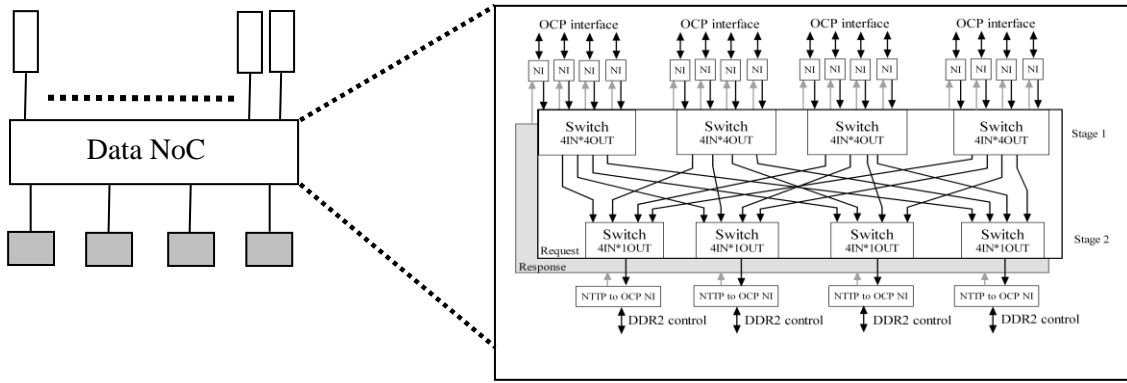 Data NoC
OCP interface OCP interface OCP interface OCP interface
NI NI NI NI NI NI NI NI NI NI NI NI NI NI NI NI
Switch Switch Switch Switch
4IN*4OUT 4IN*4OUT 4IN*4OUT 4IN*4OUT
Stage 1
Switch Switch Switch Switch
4IN*1OUT 4IN*1OUT 4IN*1OUT 4IN*1OUT
Stage 2
Request
Response
NTTP to OCP NI NTTP to OCP NI NTTP to OCP NI NTTP to OCP NI
DDR2 control DDR2 control DDR2 control DDR2 control